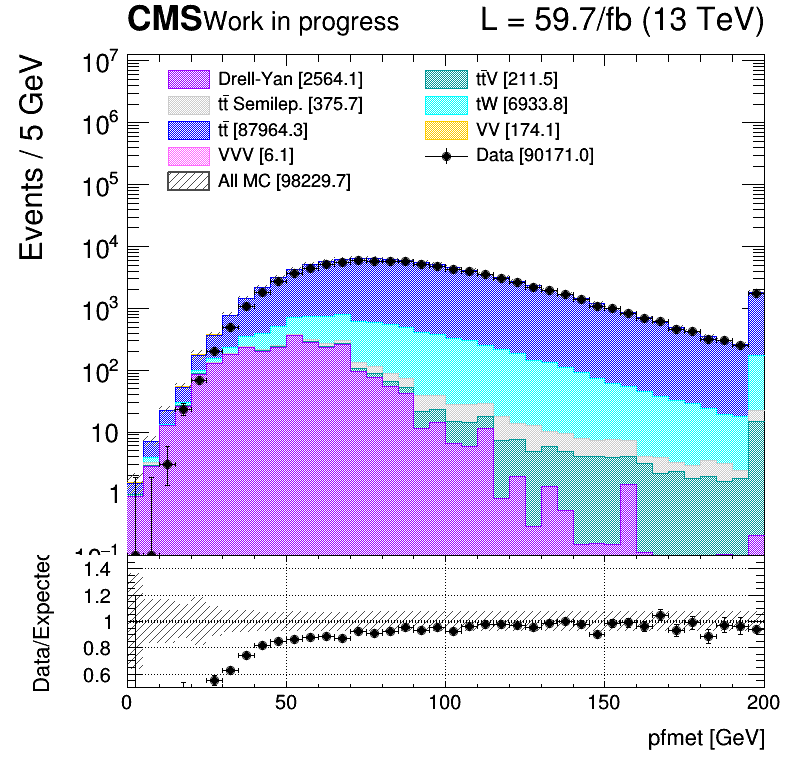 CMS Work in progress L = 59.7/fb (13 TeV)
Events / 5 GeV
10⁷
10⁶
10⁵
10⁴
10³
10²
10
1
10⁻¹
Drell-Yan [2564.1]
tt̄ Semilep. [375.7]
tt̄ [87964.3]
VVV [6.1]
All MC [98229.7]
tt̄V [211.5]
tW [6933.8]
VV [174.1]
Data [90171.0]
Data/Expected
1.4
1.2
1
0.8
0.6
0 50 100 150 200
pfmet [GeV]